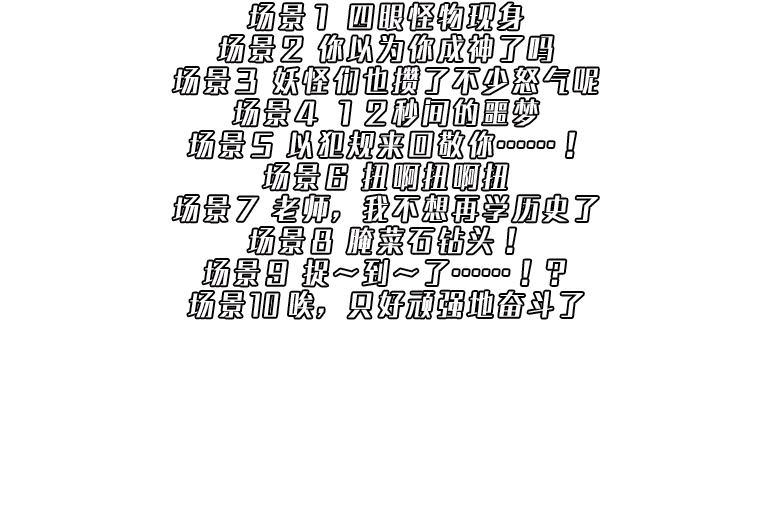 场景1 四眼怪物现身
场景2 你以为你成神了吗
场景3 妖怪们也攒了不少怒气呢
场景4 12秒间的噩梦
场景5 以犯规来回敬你……！
场景6 扭啊扭啊扭
场景7 老师，我不想再学历史了
场景8 腌菜石钻头！
场景9 捉～到～了……！？
场景10 唉，只好顽强地奋斗了